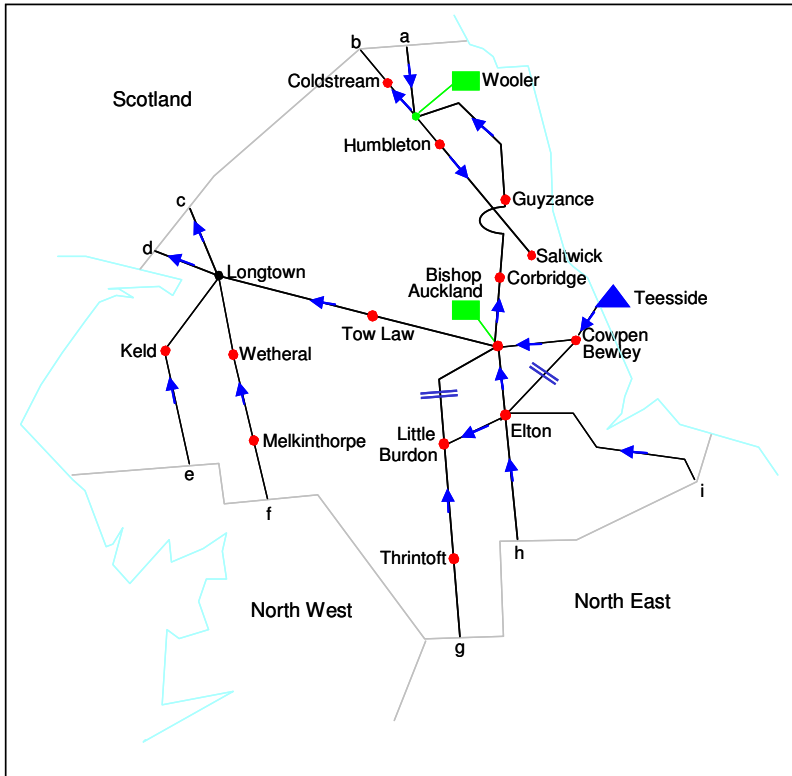 a
b
Coldstream
Wooler
Scotland
Humbleton
Guyzance
c
d
Saltwick
Longtown
Bishop
Auckland
Corbridge
Teesside
Tow Law
Cowpen
Bewley
Keld
Wetheral
Elton
Little
Burdon
Melkinthorpe
e
f
i
h
Thrintoft
North West
North East
g